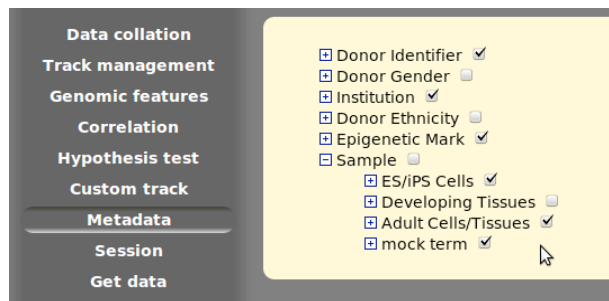 Data collation
Track management
Genomic features
Correlation
Hypothesis test
Custom track
Metadata
Session
Get data
Donor Identifier
Donor Gender
Institution
Donor Ethnicity
Epigenetic Mark
Sample
ES/iPS Cells
Developing Tissues
Adult Cells/Tissues
mock term